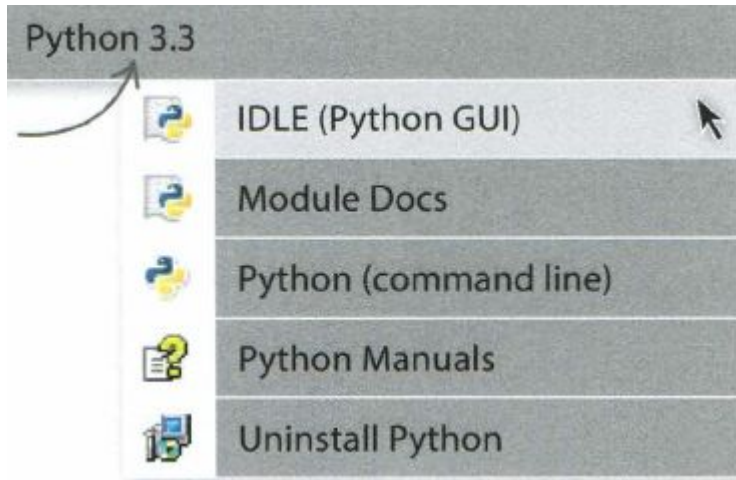 Python 3.3
IDLE (Python GUI)
Module Docs
Python (command line)
Python Manuals
Uninstall Python